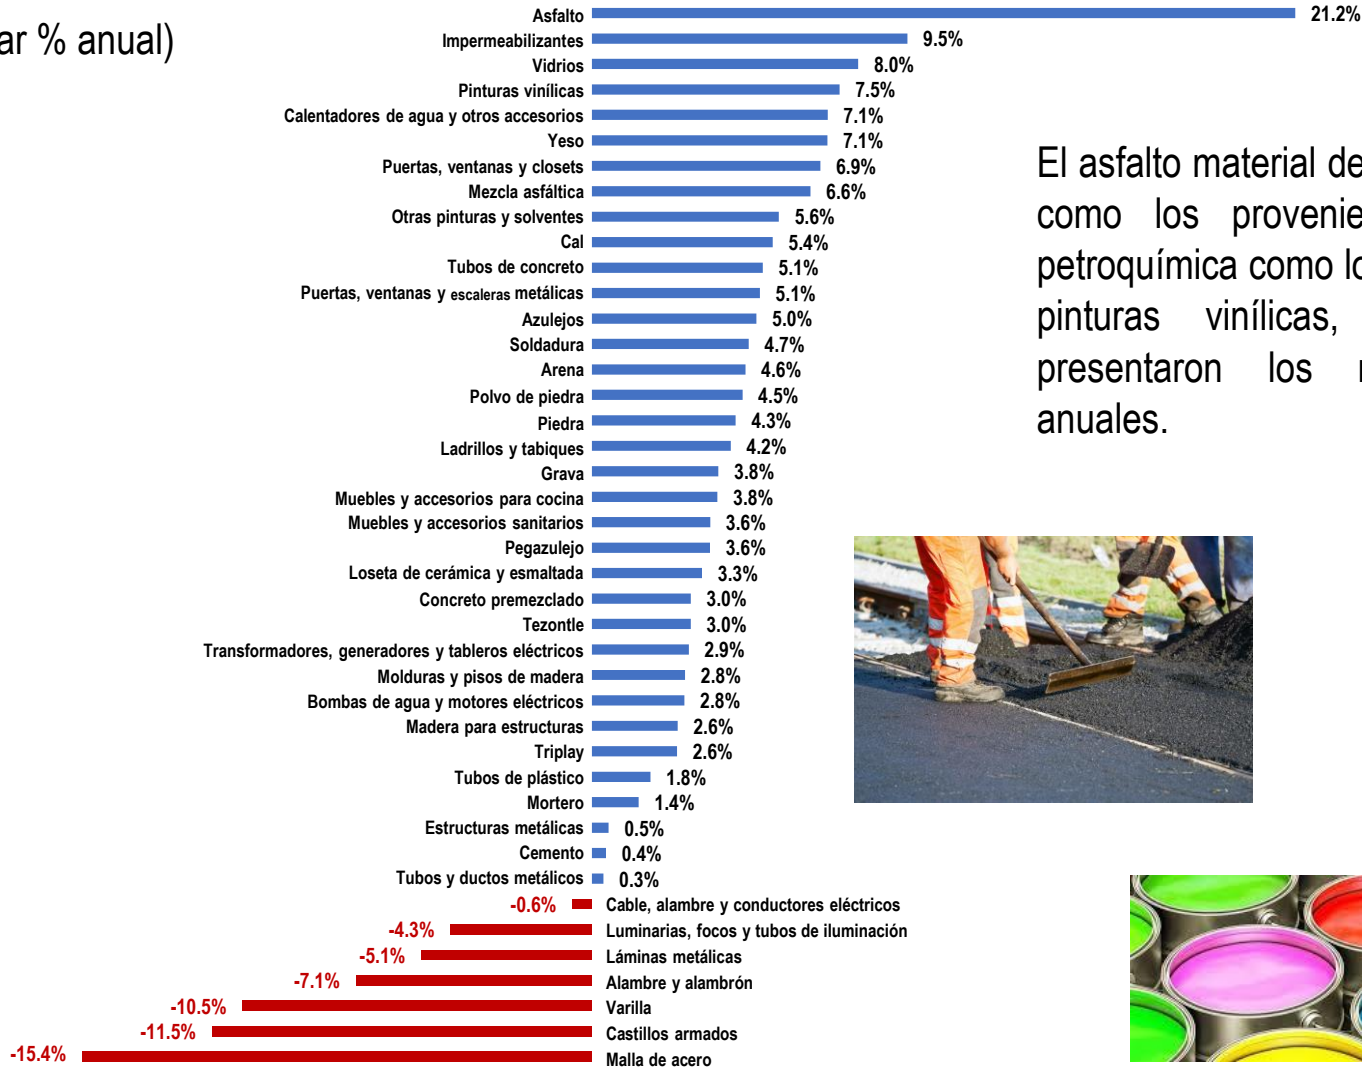 ar % anual)
Asfalto 21.2%
Impermeabilizantes 9.5%
Vidrios 8.0%
Pinturas vinílicas 7.5%
Calentadores de agua y otros accesorios 7.1%
Yeso 7.1%
Puertas, ventanas y closets 6.9%
Mezcla asfáltica 6.6%
Otras pinturas y solventes 5.6%
Cal 5.4%
Tubos de concreto 5.1%
Puertas, ventanas y escaleras metálicas 5.1%
Azulejos 5.0%
Soldadura 4.7%
Arena 4.6%
Polvo de piedra 4.5%
Piedra 4.3%
Ladrillos y tabiques 4.2%
Grava 3.8%
Muebles y accesorios para cocina 3.8%
Muebles y accesorios sanitarios 3.6%
Pegazulejo 3.6%
Loseta de cerámica y esmaltada 3.3%
Concreto premezclado 3.0%
Tezontle 3.0%
Transformadores, generadores y tableros eléctricos 2.9%
Molduras y pisos de madera 2.8%
Bombas de agua y motores eléctricos 2.8%
Madera para estructuras 2.6%
Triplay 2.6%
Tubos de plástico 1.8%
Mortero 1.4%
Estructuras metálicas 0.5%
Cemento 0.4%
Tubos y ductos metálicos 0.3%
-0.6% Cable, alambre y conductores eléctricos
-4.3% Luminarias, focos y tubos de iluminación
-5.1% Láminas metálicas
-7.1% Alambre y alambrón
-10.5% Varilla
-11.5% Castillos armados
-15.4% Malla de acero
El asfalto material de
como los provenie
petroquímica como lo
pinturas vinílicas,
presentaron los
anuales.